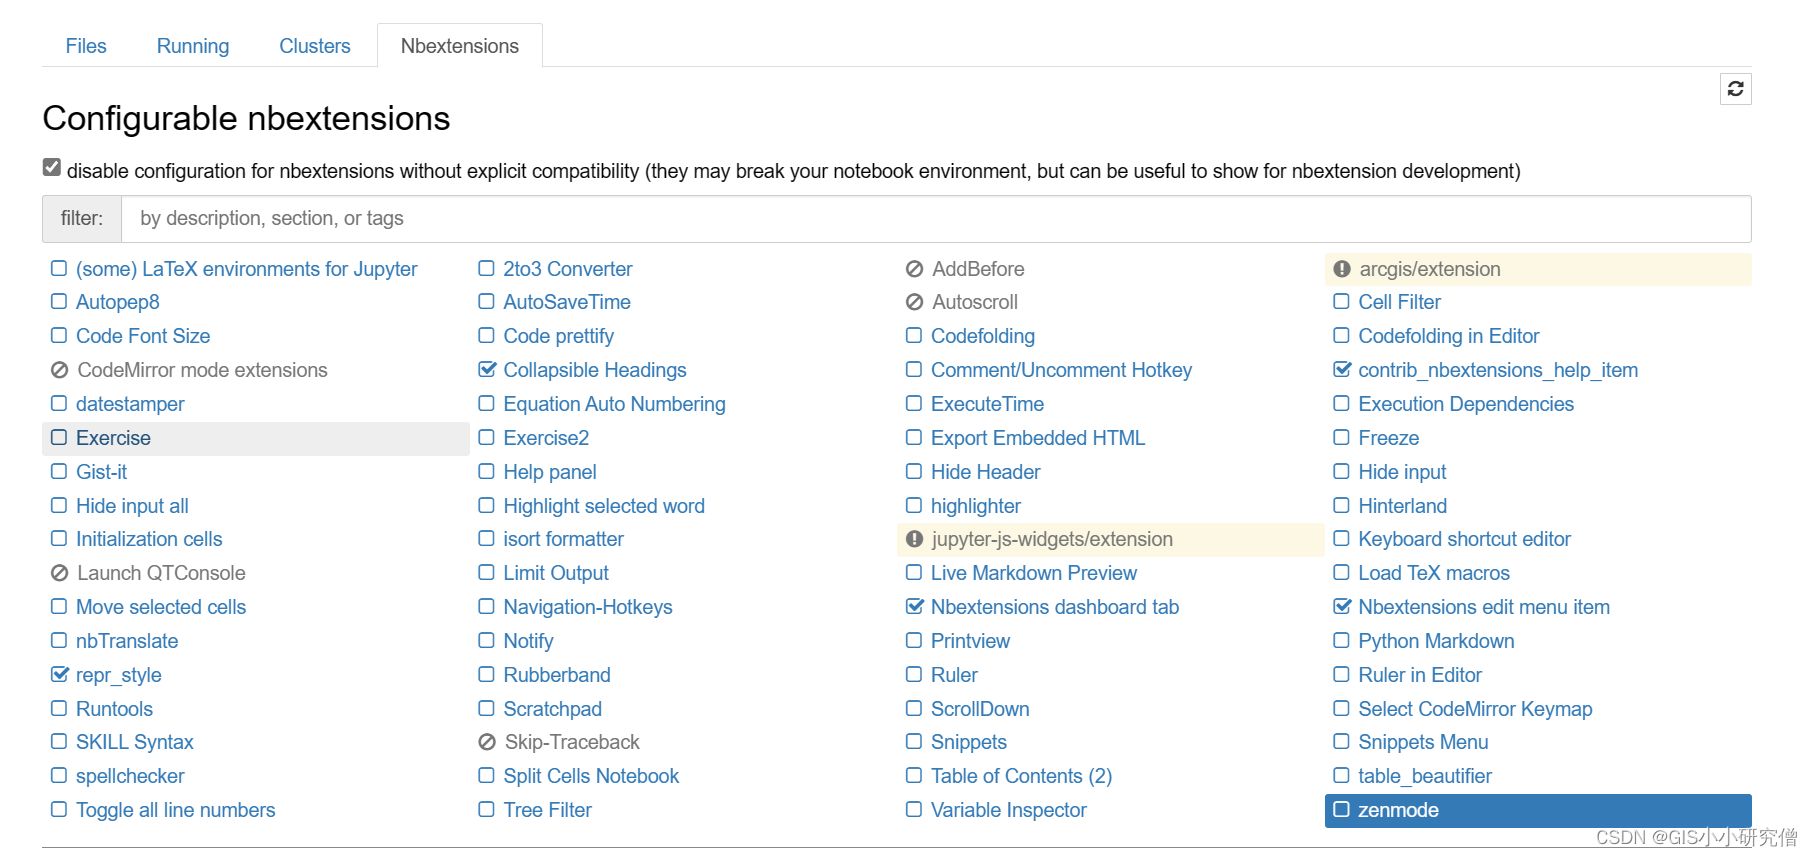 Files Running Clusters Nbextensions
Configurable nbextensions
disable configuration for nbextensions without explicit compatibility (they may break your notebook environment, but can be useful to show for nbextension development)
filter: by description, section, or tags
(some) LaTeX environments for Jupyter 2to3 Converter AddBefore arcgis/extension
Autopep8 AutoSaveTime Autoscroll Cell Filter
Code Font Size Code prettify Codefolding Codefolding in Editor
CodeMirror mode extensions Collapsible Headings Comment/Uncomment Hotkey contrib_nbextensions_help_item
datestamper Equation Auto Numbering ExecuteTime Execution Dependencies
Exercise Exercise2 Export Embedded HTML Freeze
Gist-it Help panel Hide Header Hide input
Hide input all Highlight selected word highlighter Hinterland
Initialization cells isort formatter jupyter-js-widgets/extension Keyboard shortcut editor
Launch QTConsole Limit Output Live Markdown Preview Load TeX macros
Move selected cells Navigation-Hotkeys Nbextensions dashboard tab Nbextensions edit menu item
nbTranslate Notify Printview Python Markdown
repr_style Rubberband Ruler Ruler in Editor
Runtools Scratchpad ScrollDown Select CodeMirror Keymap
SKILL Syntax Skip-Traceback Snippets Snippets Menu
spellchecker Split Cells Notebook Table of Contents (2) table_beautifier
Toggle all line numbers Tree Filter Variable Inspector zenmode
CSDN @GIS小小研究僧